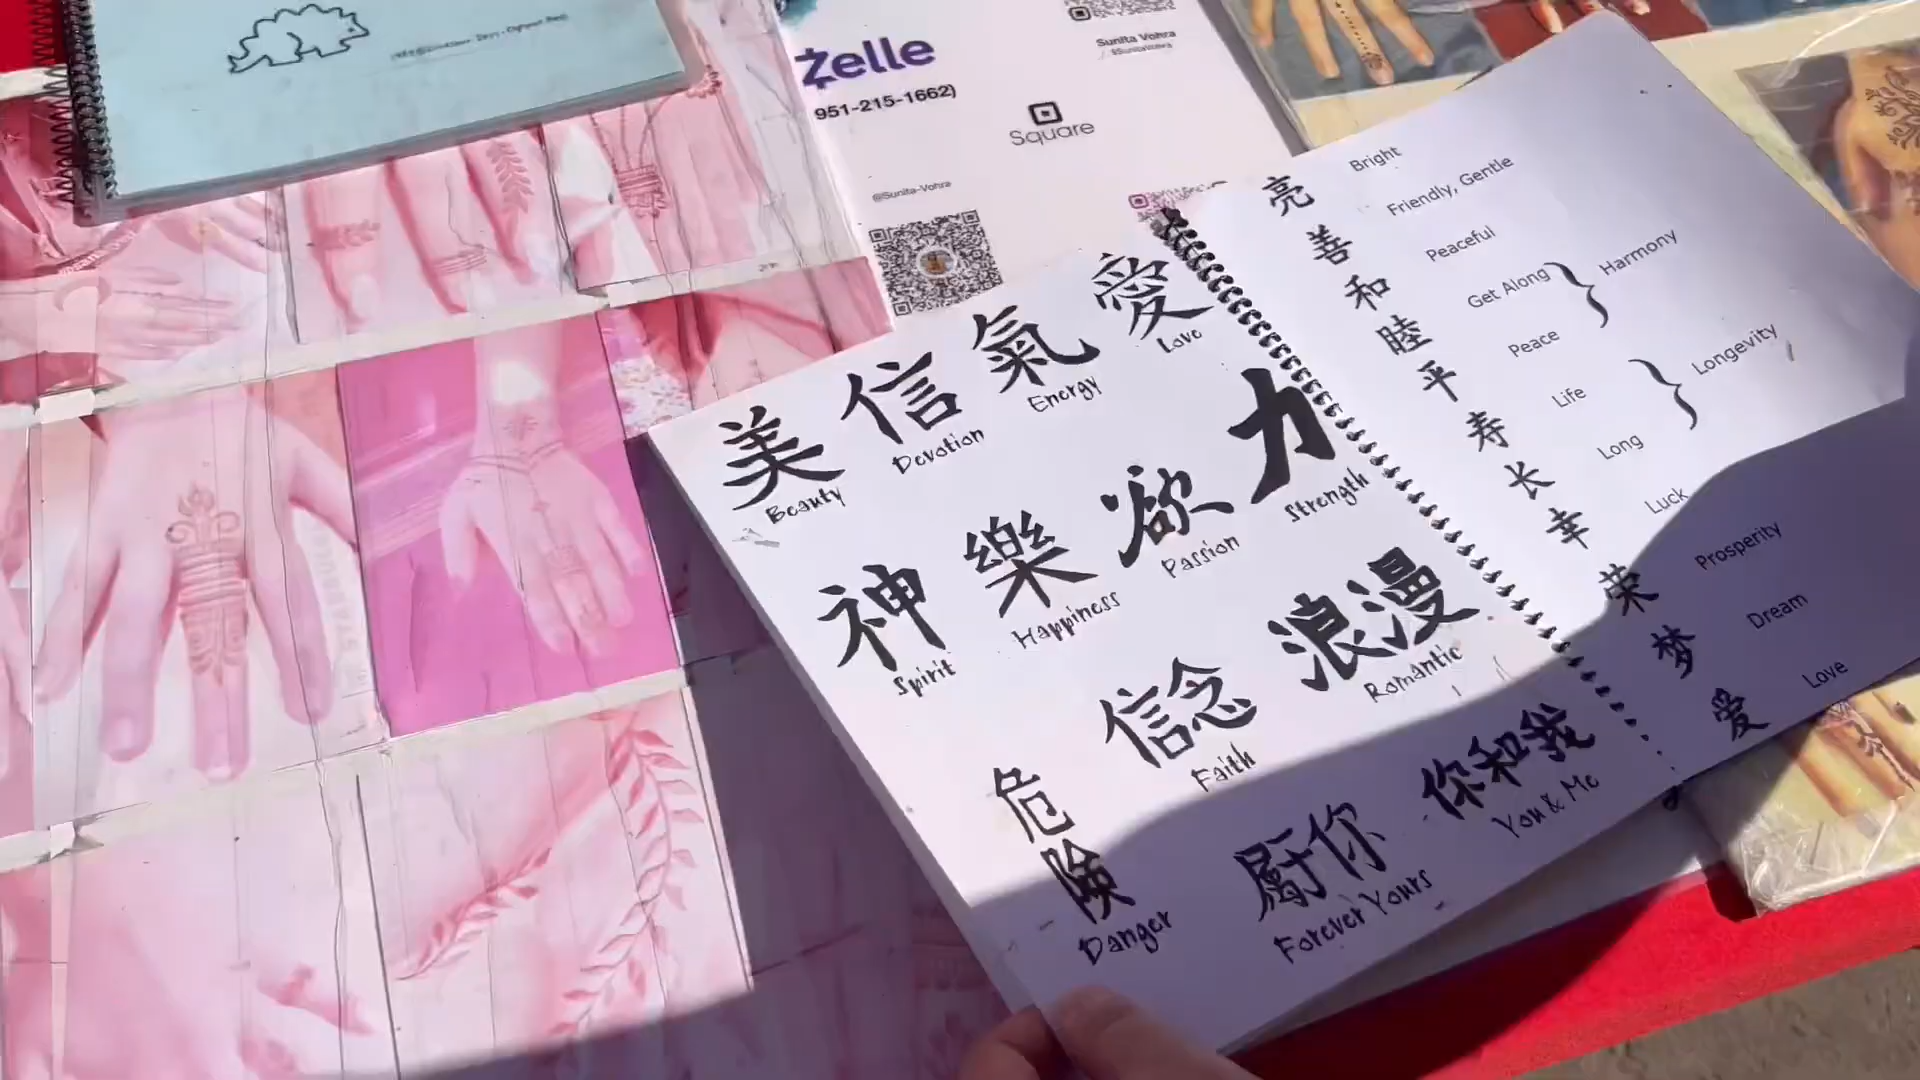 Zelle
951-215-1662)
@Sunita-Vohra
Square
Sunita Vohra
美
Beauty
信
Devotion
氣
Energy
愛
Love
神
Spirit
樂
Happiness
慾
Passion
力
Strength
危險
Danger
信念
Faith
浪漫
Romantic
屬于你
Forever Yours
你和我
You & Me
亮 Bright
善 Friendly, Gentle
和 Peaceful
睦 Get Along
Harmony
平 Peace
寿 Life
长 Long
Longevity
幸 Luck
荣 Prosperity
梦 Dream
爱 Love